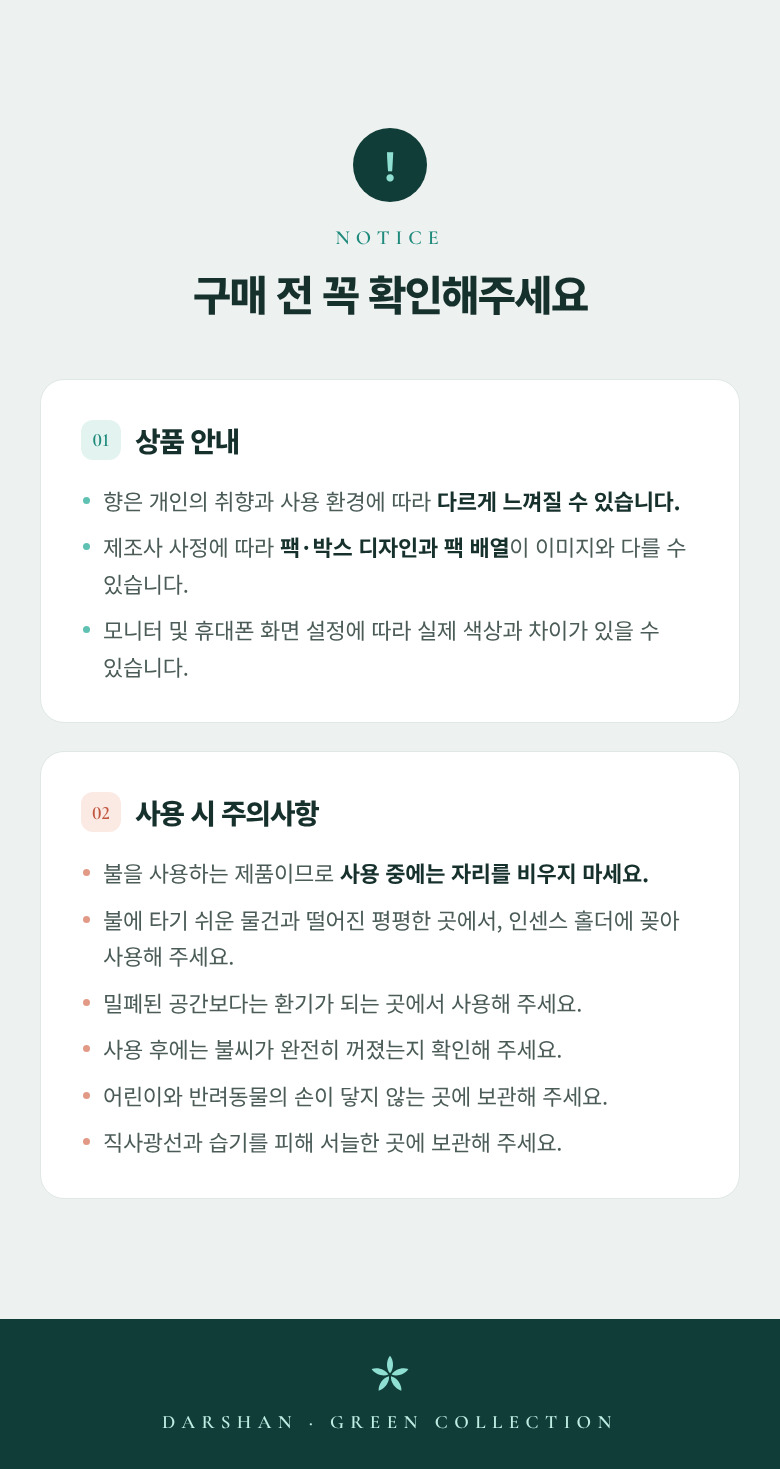 !
NOTICE
구매 전 꼭 확인해주세요
01 상품 안내
향은 개인의 취향과 사용 환경에 따라 다르게 느껴질 수 있습니다.
제조사 사정에 따라 팩·박스 디자인과 팩 배열이 이미지와 다를 수
있습니다.
모니터 및 휴대폰 화면 설정에 따라 실제 색상과 차이가 있을 수
있습니다.
02 사용 시 주의사항
불을 사용하는 제품이므로 사용 중에는 자리를 비우지 마세요.
불에 타기 쉬운 물건과 떨어진 평평한 곳에서, 인센스 홀더에 꽂아
사용해 주세요.
밀폐된 공간보다는 환기가 되는 곳에서 사용해 주세요.
사용 후에는 불씨가 완전히 꺼졌는지 확인해 주세요.
어린이와 반려동물의 손이 닿지 않는 곳에 보관해 주세요.
직사광선과 습기를 피해 서늘한 곳에 보관해 주세요.
DARSHAN · GREEN COLLECTION